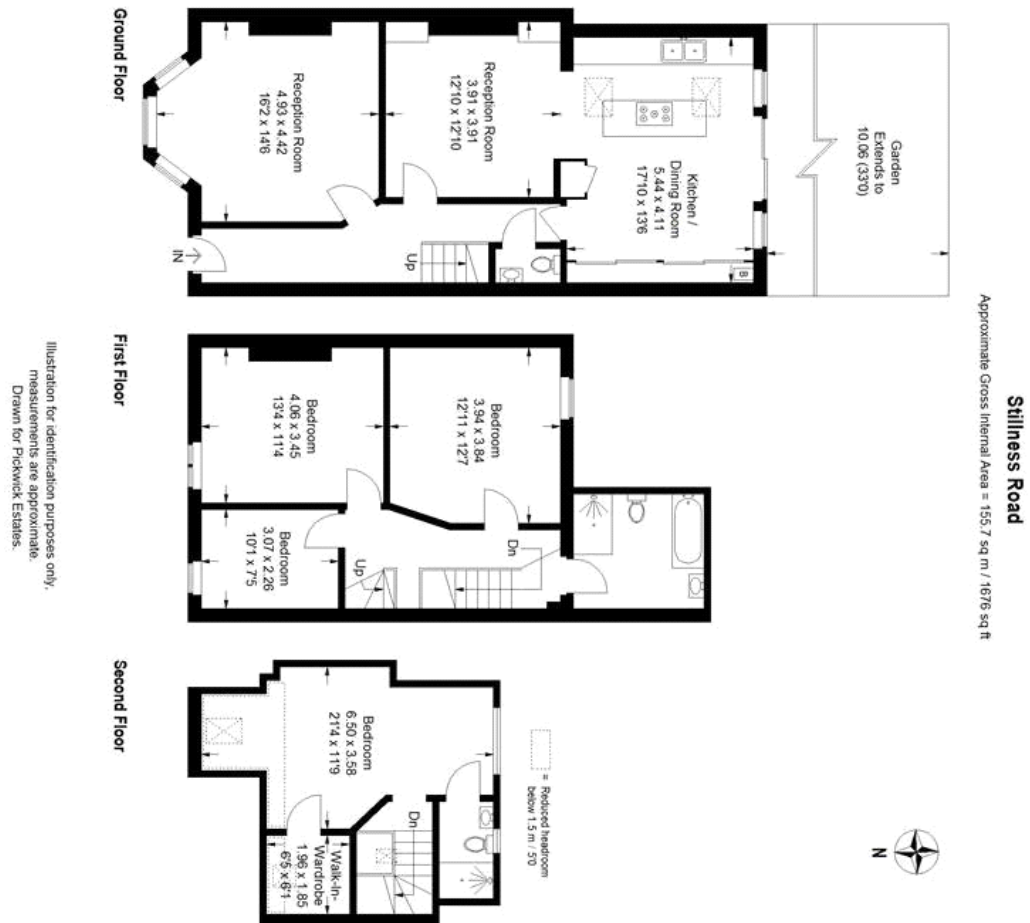 Stillness Road
Approximate Gross Internal Area = 155.7 sq m / 1676 sq ft
Garden
Extends to
10.06 (33'0)
Kitchen /
Dining Room
5.44 x 4.11
17'10 x 13'6
B
Reception Room
3.91 x 3.91
12'10 x 12'10
Reception Room
4.93 x 4.42
16'2 x 14'6
Up
IN
Ground Floor
Bedroom
3.94 x 3.84
12'11 x 12'7
Dn
Bedroom
4.06 x 3.45
13'4 x 11'4
Up
Bedroom
3.07 x 2.26
10'1 x 7'5
First Floor
= Reduced headroom
below 1.5 m / 5'0
Bedroom
6.50 x 3.58
21'4 x 11'9
Dn
Walk-In-
Wardrobe
1.96 x 1.85
6'5 x 6'1
Second Floor
N
Illustration for identification purposes only,
measurements are approximate.
Drawn for Pickwick Estates.